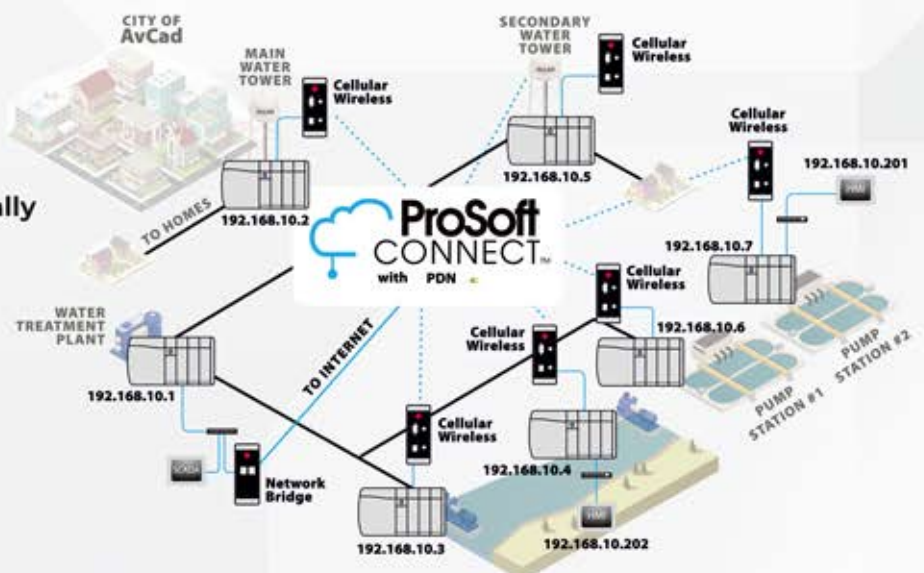 CITY OF
AvCad
MAIN
WATER
TOWER
Cellular
Wireless
SECONDARY
WATER
TOWER
Cellular
Wireless
Cellular
Wireless
192.168.10.201
HMI
192.168.10.5
192.168.10.2
ally
TO HOMES
ProSoft
CONNECT™
with PDN
192.168.10.7
Cellular
Wireless
WATER
TREATMENT
PLANT
TO INTERNET
Cellular
Wireless
192.168.10.6
PUMP
STATION #2
PUMP
STATION #1
192.168.10.1
Cellular
Wireless
192.168.10.4
SCADA
Network
Bridge
HMI
192.168.10.3
192.168.10.202